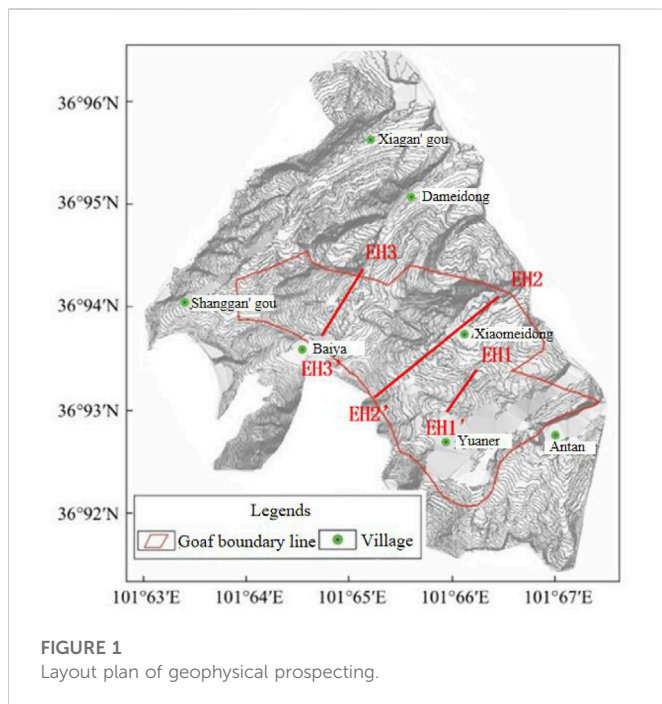 36°96′N
36°95′N
36°94′N
36°93′N
36°92′N
Xiagan' gou
Dameidong
EH3
EH2
Shanggan' gou
Xiaomeidong
Baiya
EH3'
EH1
EH2'
EH1'
Yuaner
Antan
Legends
Goaf boundary line
Village
101°63′E 101°64′E 101°65′E 101°66′E 101°67′E
FIGURE 1
Layout plan of geophysical prospecting.